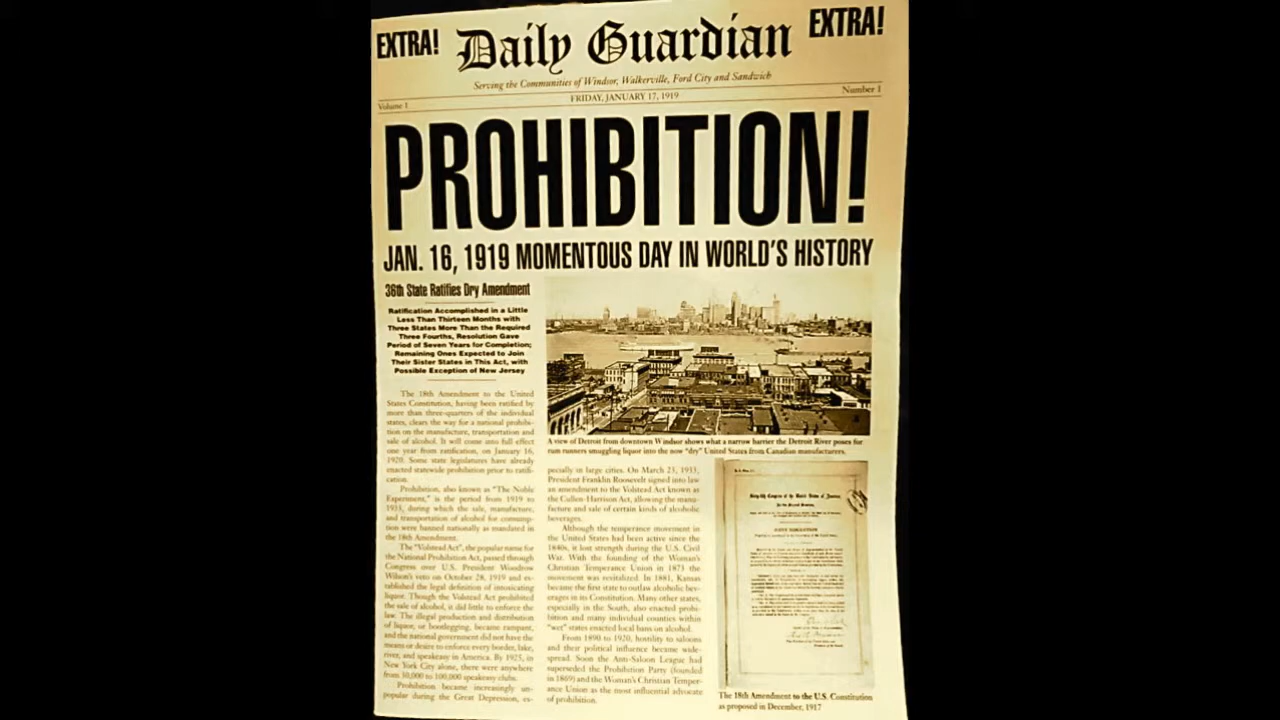 EXTRA!
Daily Guardian
EXTRA!
Serving the Communities of Windsor, Walkerville, Ford City and Sandwich
Volume 1
FRIDAY, JANUARY 17, 1919
Number 1
PROHIBITION!
JAN. 16, 1919 MOMENTOUS DAY IN WORLD'S HISTORY
36th State Ratifies Dry Amendment
Ratification Accomplished in a Little
Less Than Thirteen Months with
Three States More Than the Required
Three Fourths, Resolution Gave
Period of Seven Years for Completion;
Remaining Ones Expected to Join
Their Sister States in This Act, with
Possible Exception of New Jersey
The 18th Amendment to the United
States Constitution, having been ratified by
more than three-quarters of the individual
states, clears the way for a national prohibi-
tion on the manufacture, transportation and
sale of alcohol. It will come into full effect
one year from ratification, on January 16,
1920. Some state legislatures have already
enacted statewide prohibition prior to ratifi-
cation.
Prohibition, also known as "The Noble
Experiment," is the period from 1919 to
1933, during which the sale, manufacture,
and transportation of alcohol for consump-
tion were banned nationally as mandated in
the 18th Amendment.
The "Volstead Act", the popular name for
the National Prohibition Act, passed through
Congress over U.S. President Woodrow
Wilson's veto on October 28, 1919 and es-
tablished the legal definition of intoxicating
liquor. Though the Volstead Act prohibited
the sale of alcohol, it did little to enforce the
law. The illegal production and distribution
of liquor, or bootlegging, became rampant,
and the national government did not have the
means or desire to enforce every border, lake,
river, and speakeasy in America. By 1925, in
New York City alone, there were anywhere
from 30,000 to 100,000 speakeasy clubs.
Prohibition became increasingly un-
popular during the Great Depression, es-
A view of Detroit from downtown Windsor shows what a narrow barrier the Detroit River poses for
rum runners smuggling liquor into the now "dry" United States from Canadian manufacturers.
pecially in large cities. On March 23, 1933,
President Franklin Roosevelt signed into law
an amendment to the Volstead Act known as
the Cullen-Harrison Act, allowing the manu-
facture and sale of certain kinds of alcoholic
beverages.
Although the temperance movement in
the United States had been active since the
1840s, it lost strength during the U.S. Civil
War. With the founding of the Woman's
Christian Temperance Union in 1873 the
movement was revitalized. In 1881, Kansas
became the first state to outlaw alcoholic bev-
erages in its Constitution. Many other states,
especially in the South, also enacted prohi-
bition and many individual counties within
"wet" states enacted local bans on alcohol.
From 1890 to 1920, hostility to saloons
and their political influence became wide-
spread. Soon the Anti-Saloon League had
superseded the Prohibition Party (founded
in 1869) and the Woman's Christian Temper-
ance Union as the most influential advocate
of prohibition.
The 18th Amendment to the U.S. Constitution
as proposed in December, 1917